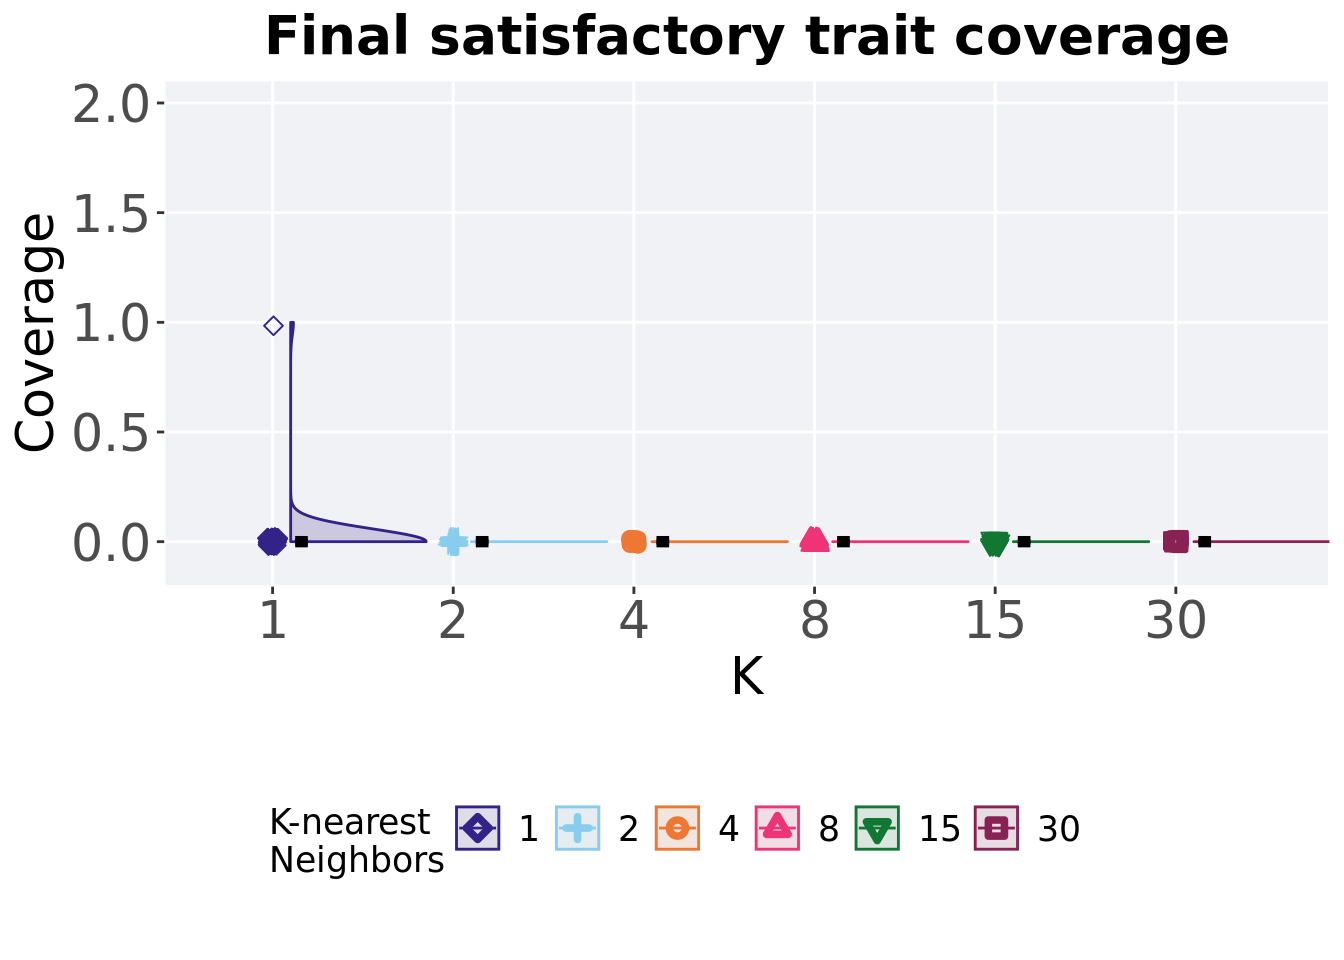 Final satisfactory trait coverage
Coverage
2.0
1.5
1.0
0.5
0.0
1 2 4 8 15 30
K
K-nearest
Neighbors
1 2 4 8 15 30